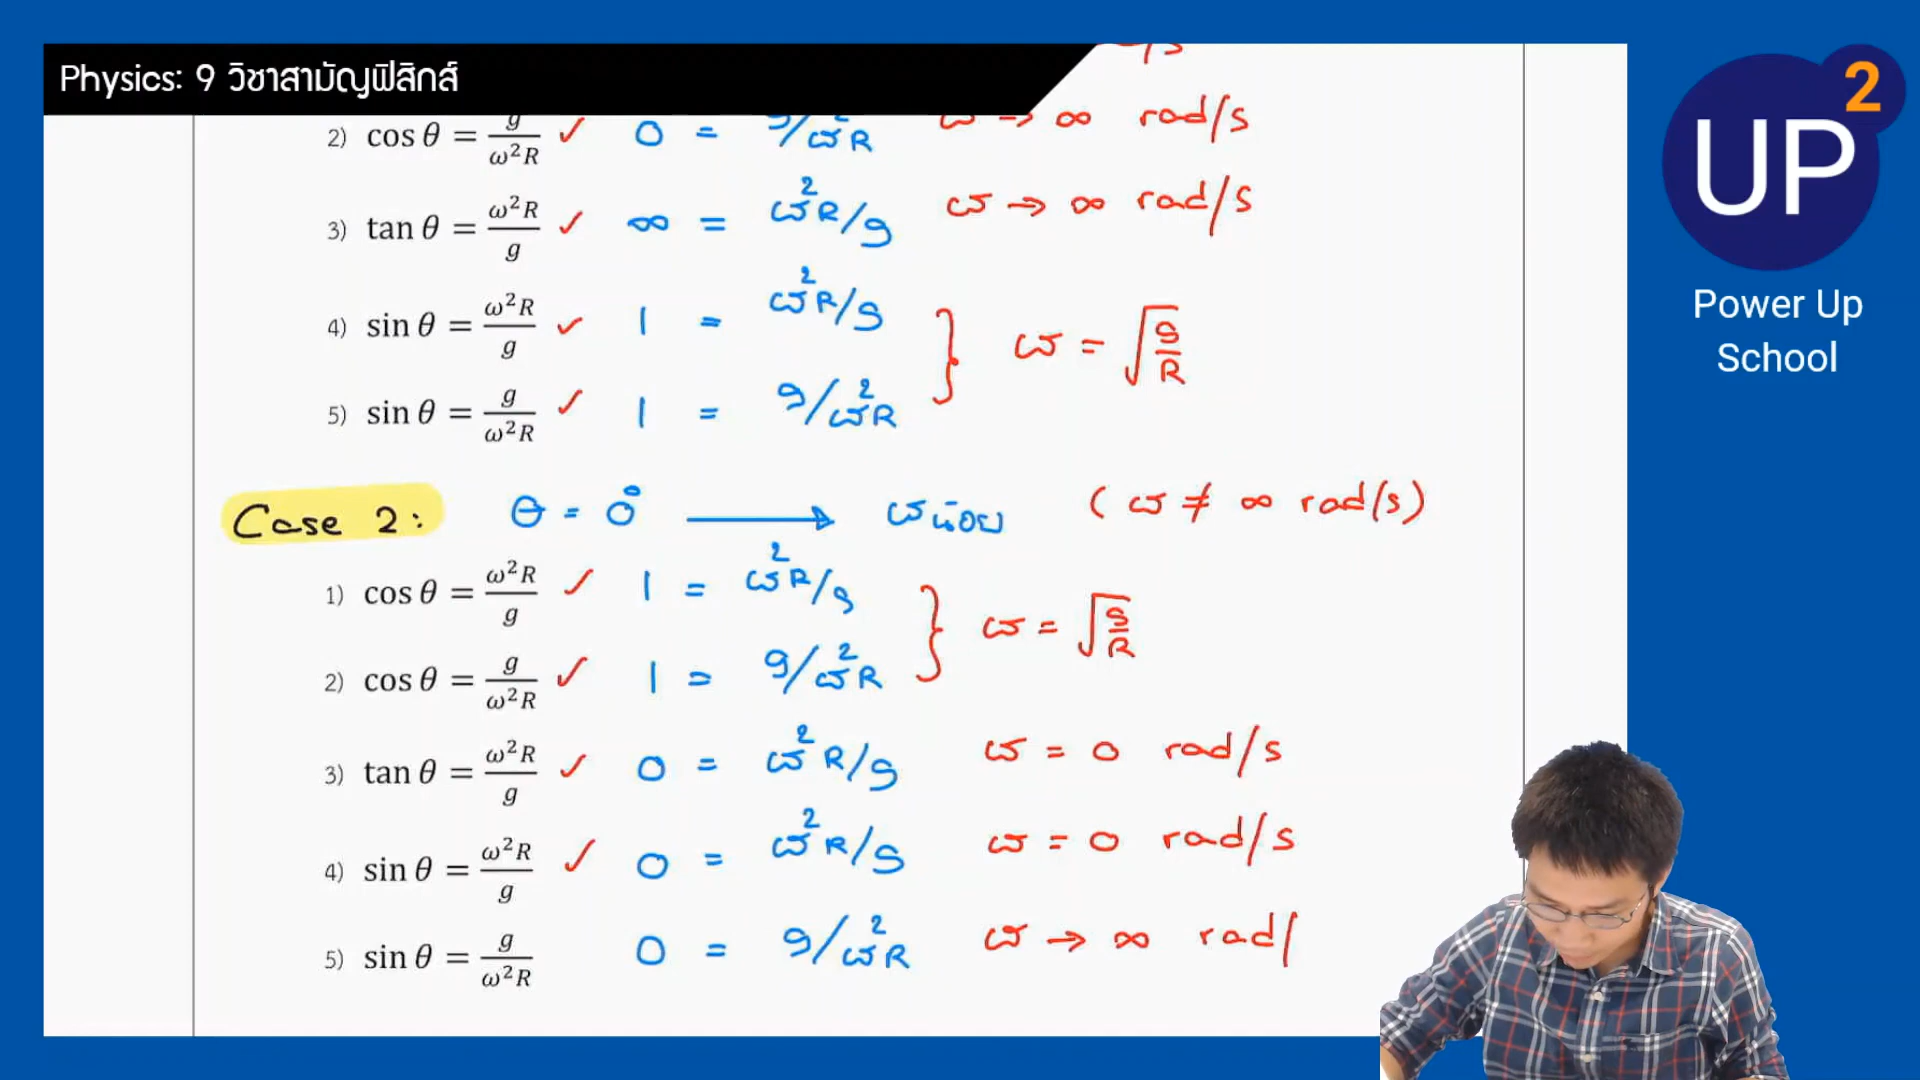 Physics: 9 วิชาสามัญฟิสิกส์
UP²
Power Up
School
2) cos θ = g/ω²R ✓ 0 = g/ω²R ω → ∞ rad/s
3) tan θ = ω²R/g ✓ ∞ = ω²R/g ω → ∞ rad/s
4) sin θ = ω²R/g ✓ 1 = ω²R/g
5) sin θ = g/ω²R ✓ 1 = g/ω²R } ω = √(g/R)
Case 2: θ = 0° → ω น้อย (ω ≠ ∞ rad/s)
1) cos θ = ω²R/g ✓ 1 = ω²R/g
2) cos θ = g/ω²R ✓ 1 = g/ω²R } ω = √(g/R)
3) tan θ = ω²R/g ✓ 0 = ω²R/g ω = 0 rad/s
4) sin θ = ω²R/g ✓ 0 = ω²R/g ω = 0 rad/s
5) sin θ = g/ω²R 0 = g/ω²R ω → ∞ rad/